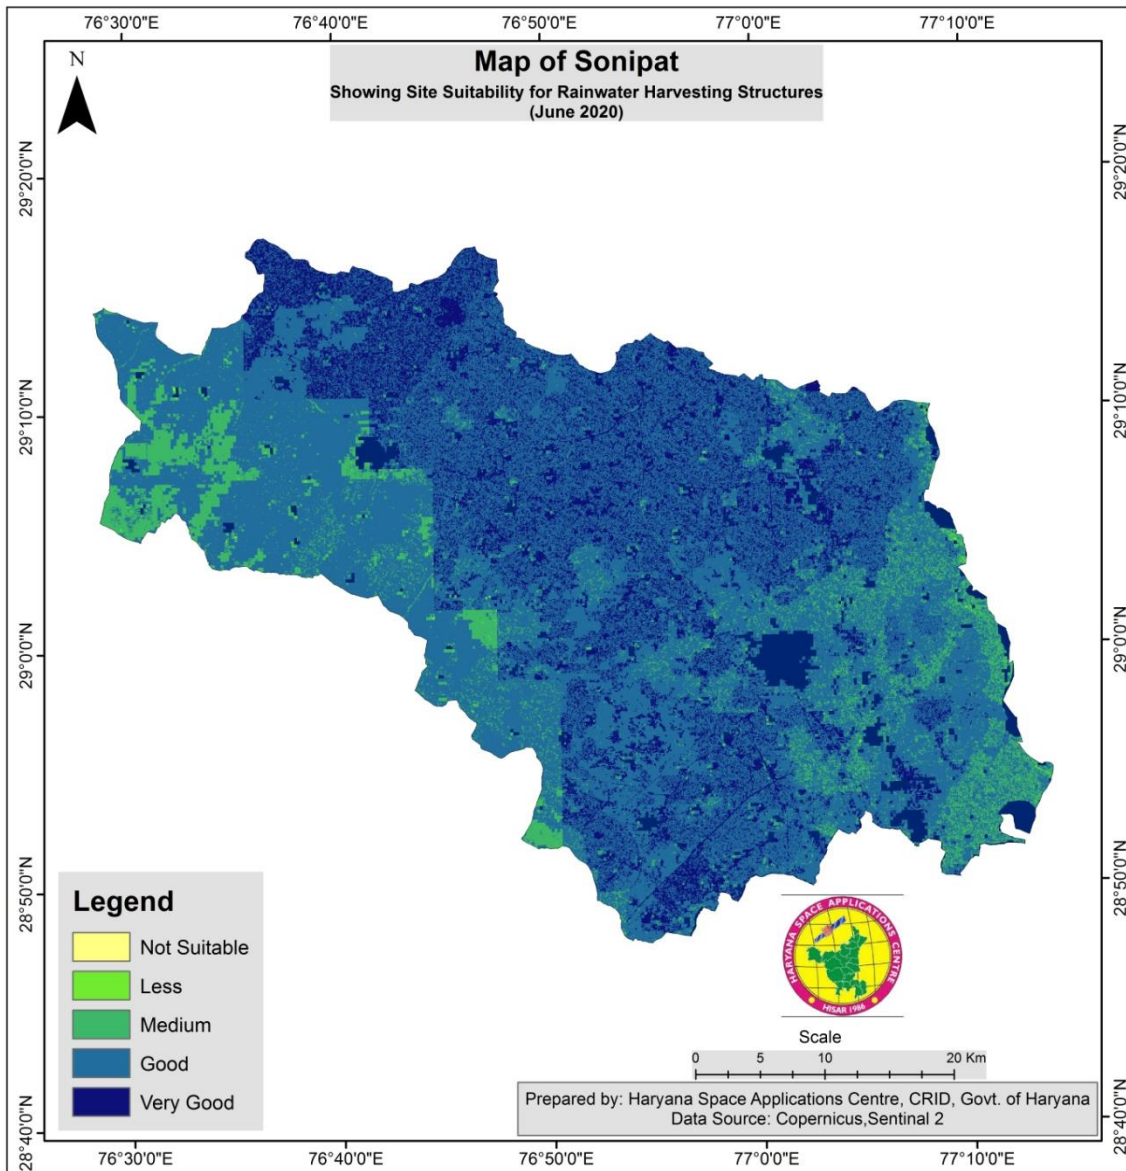 76°30'0"E 76°40'0"E 76°50'0"E 77°0'0"E 77°10'0"E
N
Map of Sonipat
Showing Site Suitability for Rainwater Harvesting Structures
(June 2020)
29°20'0"N
29°10'0"N
29°0'0"N
28°50'0"N
28°40'0"N
29°20'0"N
29°10'0"N
29°0'0"N
28°50'0"N
28°40'0"N
Legend
Not Suitable
Less
Medium
Good
Very Good
HARYANA SPACE APPLICATIONS CENTRE
HISAR 1986
Scale
0 5 10 20 Km
Prepared by: Haryana Space Applications Centre, CRID, Govt. of Haryana
Data Source: Copernicus,Sentinal 2
76°30'0"E 76°40'0"E 76°50'0"E 77°0'0"E 77°10'0"E